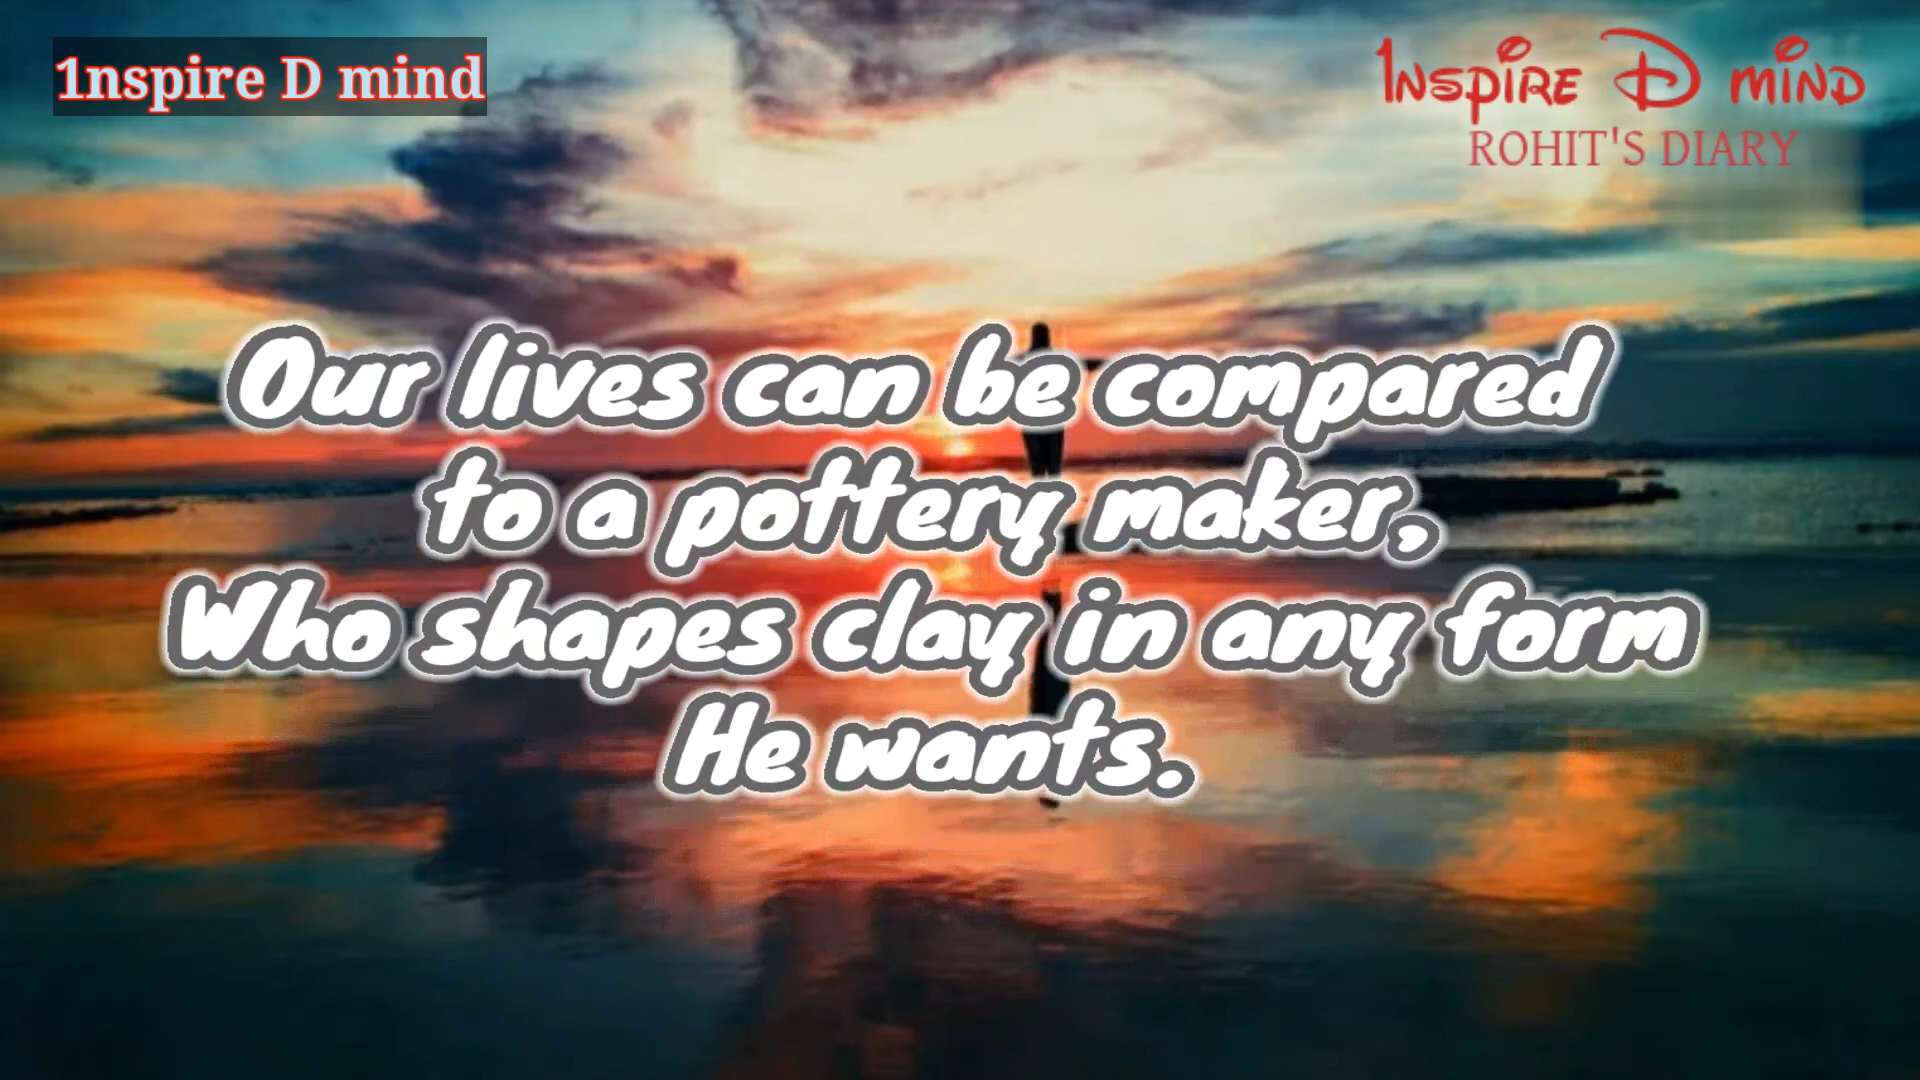 1nspire D mind
1nspire D mind
ROHIT'S DIARY
Our lives can be compared
to a pottery maker,
Who shapes clay in any form
He wants.